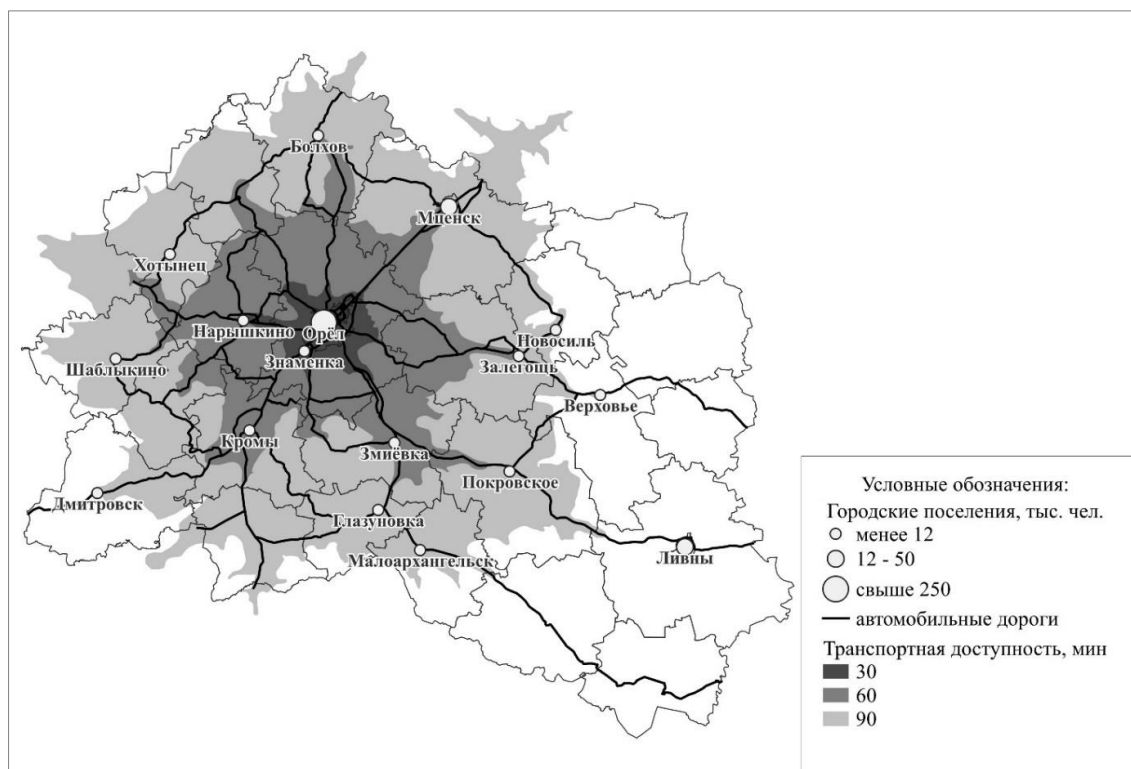 Болхов
Мценск
Хотынец
Нарышкино
Орёл
Знаменка
Новосиль
Залегощь
Шаблыкино
Верховье
Кромы
Змиёвка
Покровское
Дмитровск
Глазуновка
Малоархангельск
Ливны
Условные обозначения:
Городские поселения, тыс. чел.
менее 12
12 - 50
свыше 250
автомобильные дороги
Транспортная доступность, мин
30
60
90